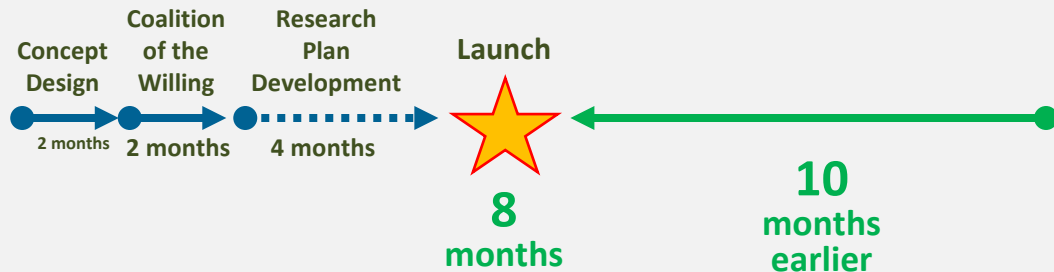 Concept
Design
2 months
Coalition
of the
Willing
2 months
Research
Plan
Development
4 months
Launch
8
months
10
months
earlier